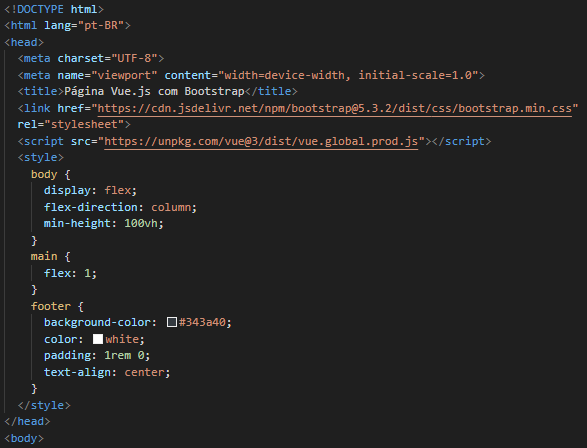 <!DOCTYPE html>
<html lang="pt-BR">
<head>
<meta charset="UTF-8">
<meta name="viewport" content="width=device-width, initial-scale=1.0">
<title>Página Vue.js com Bootstrap</title>
<link href="https://cdn.jsdelivr.net/npm/bootstrap@5.3.2/dist/css/bootstrap.min.css"
rel="stylesheet">
<script src="https://unpkg.com/vue@3/dist/vue.global.prod.js"></script>
<style>
body {
display: flex;
flex-direction: column;
min-height: 100vh;
}
main {
flex: 1;
}
footer {
background-color: #343a40;
color: white;
padding: 1rem 0;
text-align: center;
}
</style>
</head>
<body>